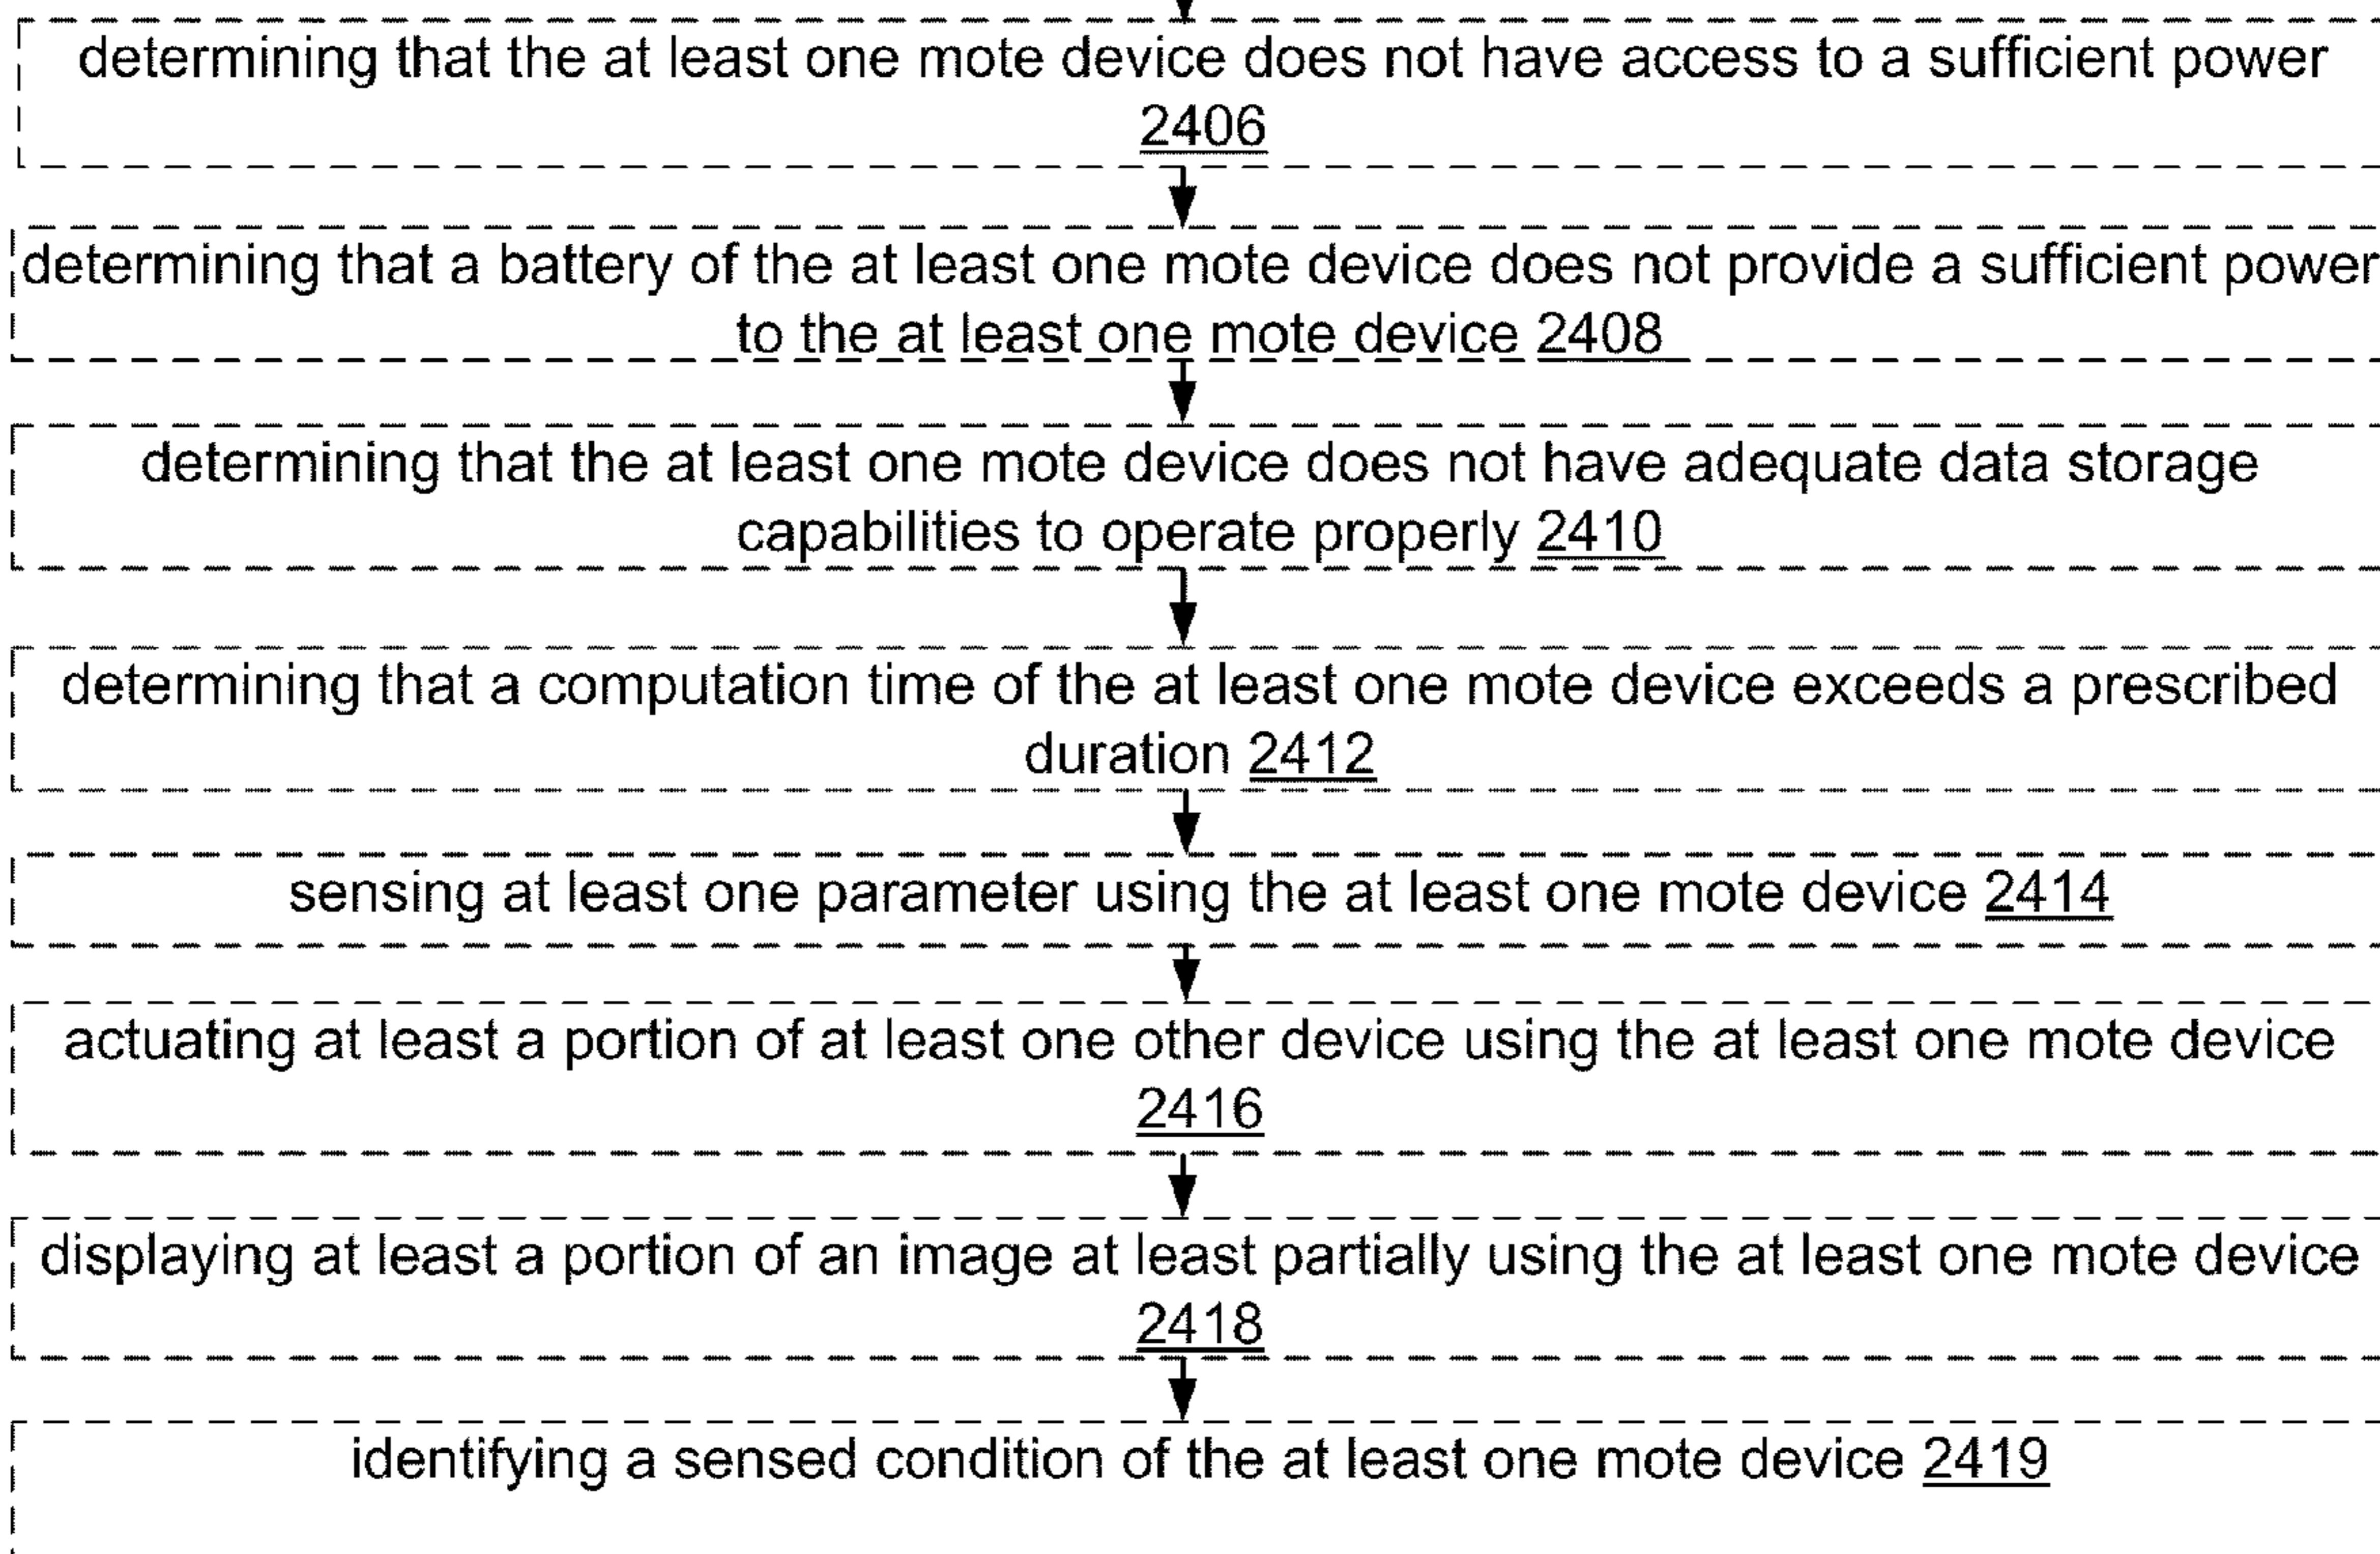 determining that the at least one mote device does not have access to a sufficient power
2406
determining that a battery of the at least one mote device does not provide a sufficient power
to the at least one mote device 2408
determining that the at least one mote device does not have adequate data storage
capabilities to operate properly 2410
determining that a computation time of the at least one mote device exceeds a prescribed
duration 2412
sensing at least one parameter using the at least one mote device 2414
actuating at least a portion of at least one other device using the at least one mote device
2416
displaying at least a portion of an image at least partially using the at least one mote device
2418
identifying a sensed condition of the at least one mote device 2419